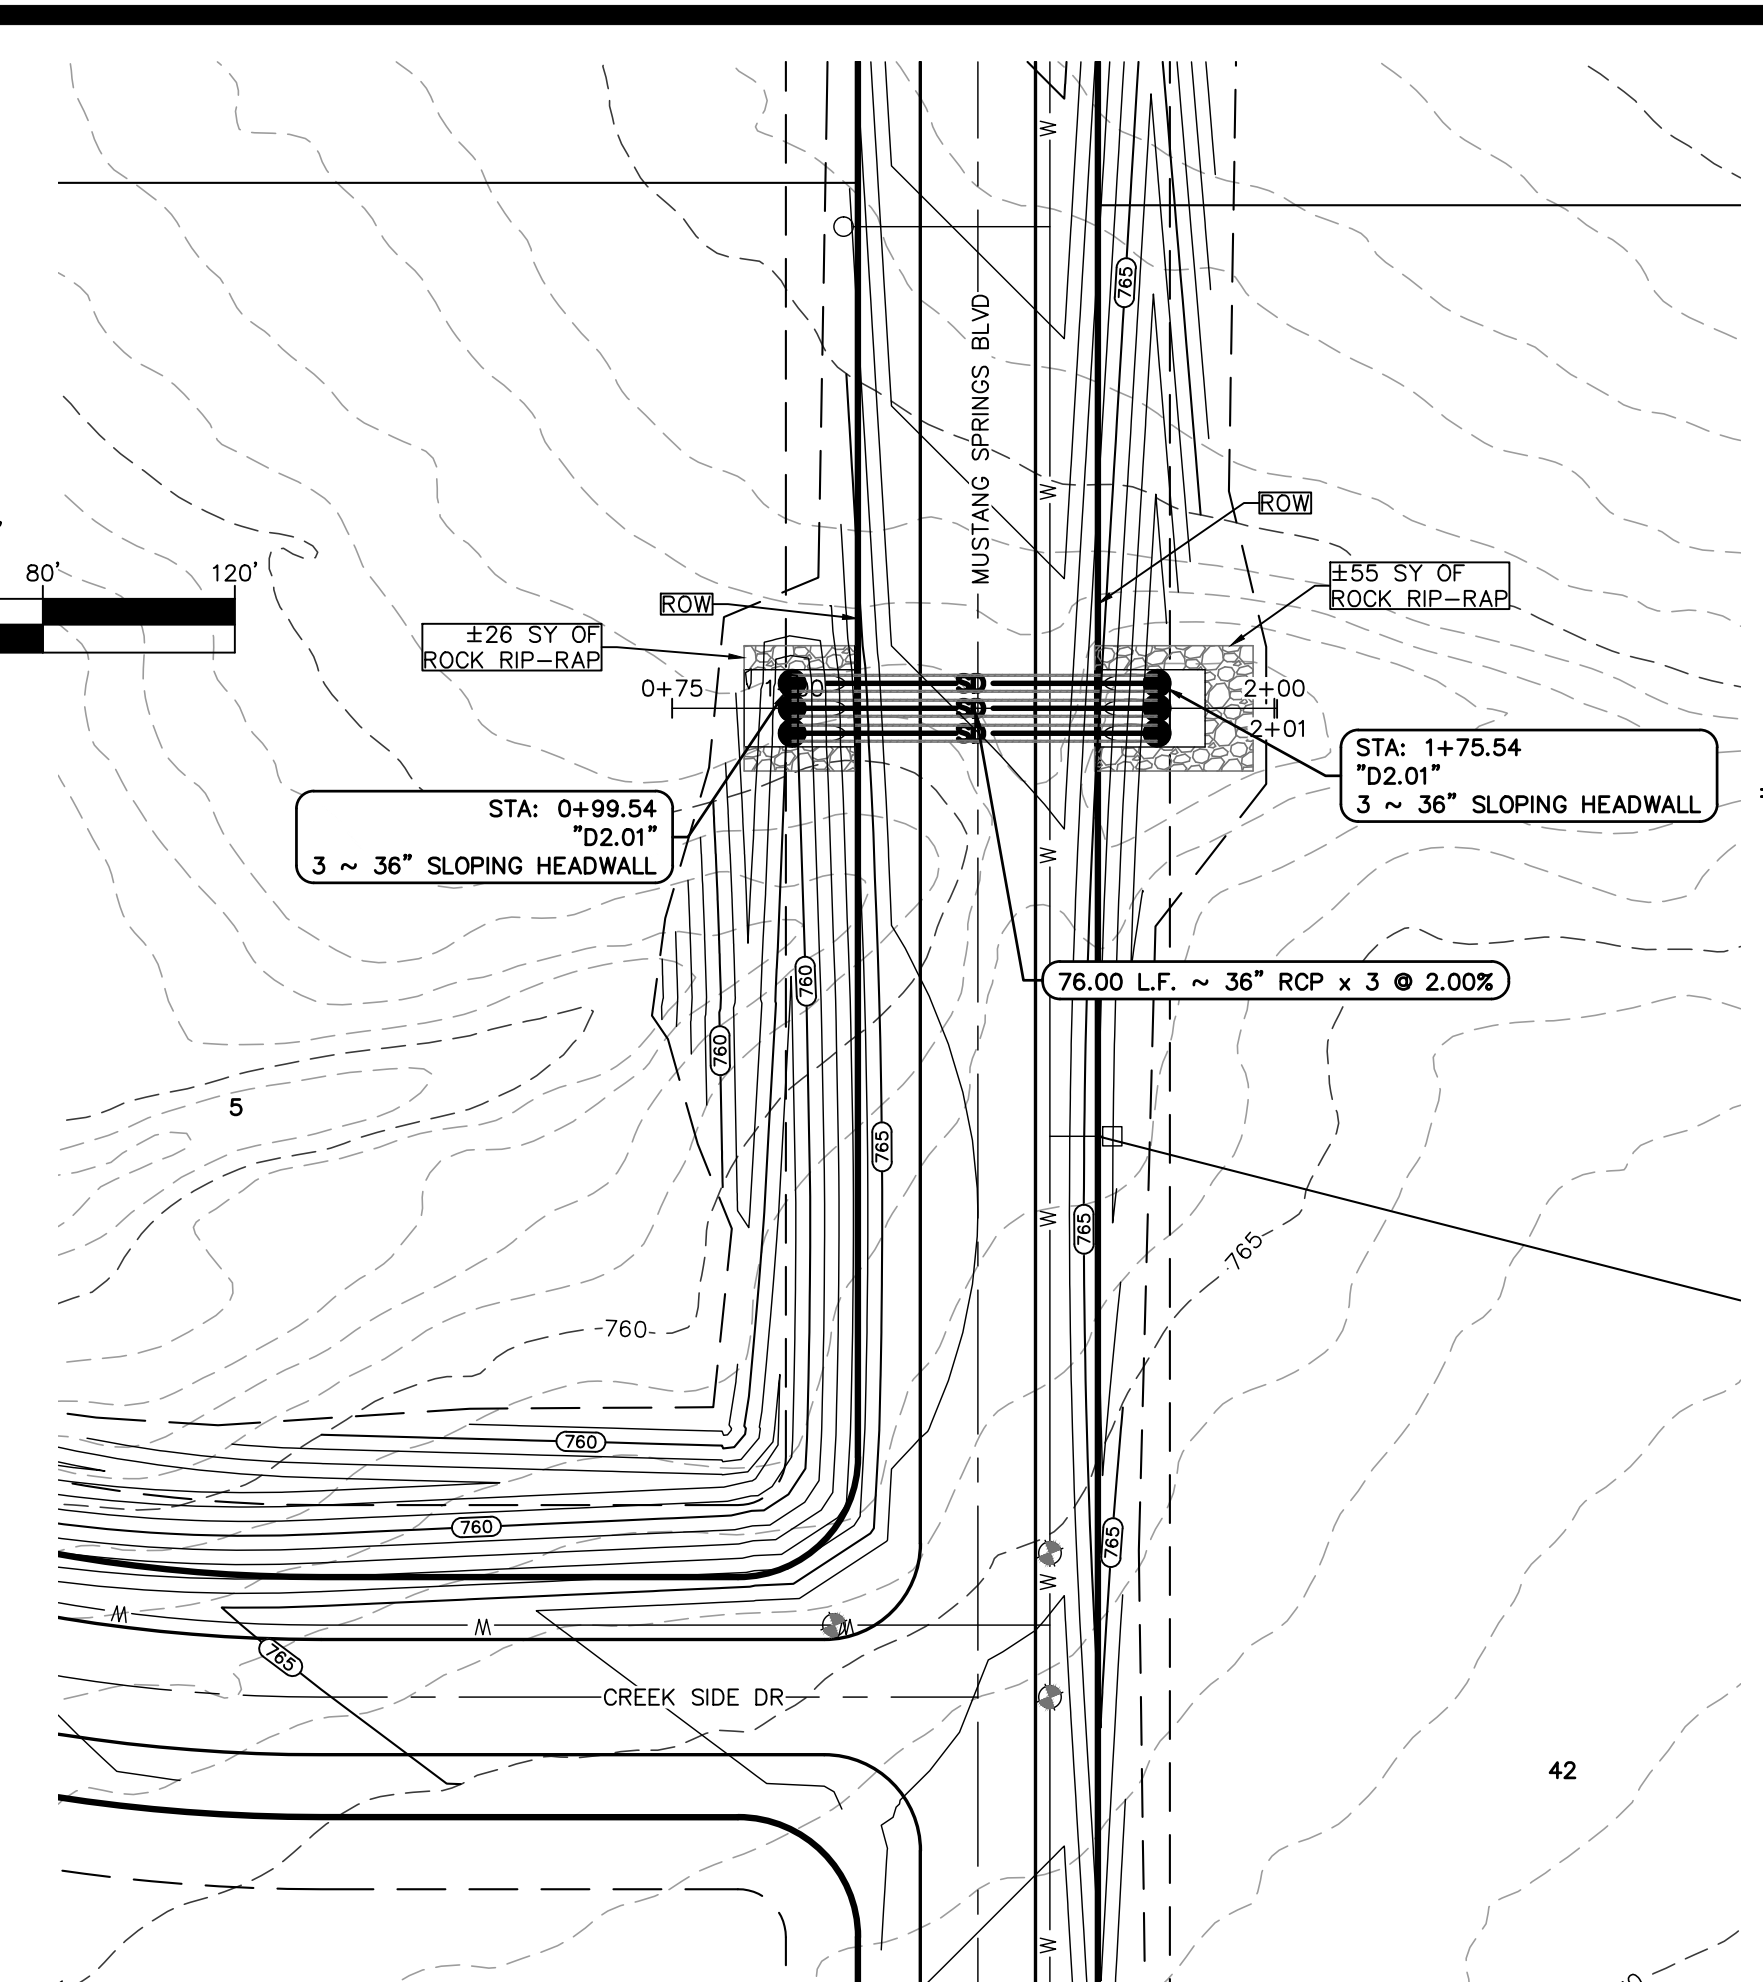 W
765
MUSTANG SPRINGS BLVD
W
ROW
80'
120'
±55 SY OF
ROCK RIP-RAP
ROW
±26 SY OF
ROCK RIP-RAP
0+75
SD
SD
SD
2+00
2+01
STA: 1+75.54
"D2.01"
3 ~ 36" SLOPING HEADWALL
STA: 0+99.54
"D2.01"
3 ~ 36" SLOPING HEADWALL
W
760
76.00 L.F. ~ 36" RCP x 3 @ 2.00%
760
5
765
W
765
765
760
760
760
765
W
W
W
W
765
CREEK SIDE DR
42
W